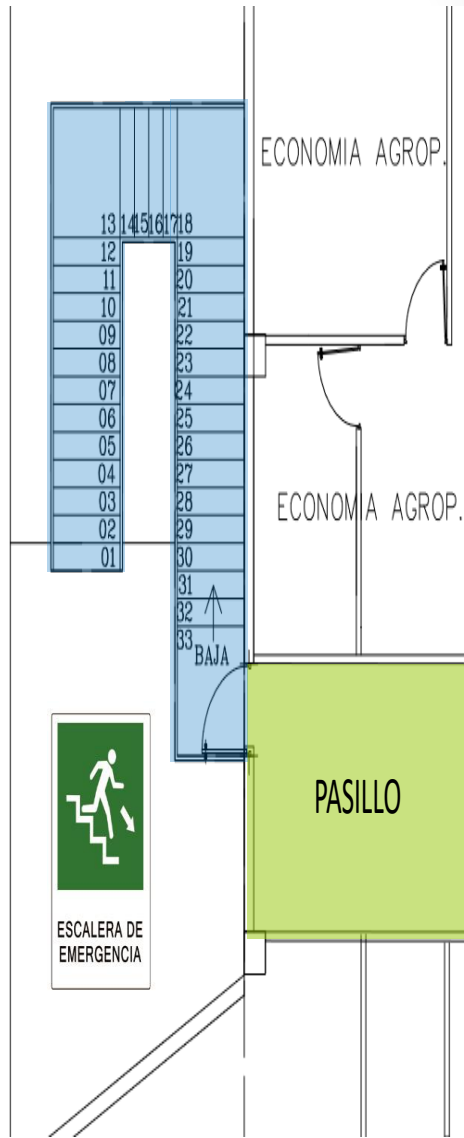 ECONOMIA AGROP.
13 14 15 16 17 18
12 19
11 20
10 21
09 22
08 23
07 24
06 25
05 26
04 27
03 28
02 29
01 30
31
32
33
BAJA
ECONOMIA AGROP.
PASILLO
ESCALERA DE
EMERGENCIA